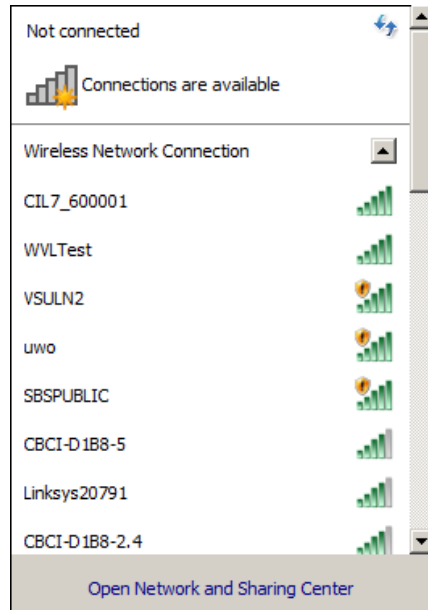 Not connected
Connections are available
Wireless Network Connection
CIL7_600001
WVLTest
VSULN2
uwo
SBSPUBLIC
CBCI-D1B8-5
Linksys20791
CBCI-D1B8-2.4
Open Network and Sharing Center